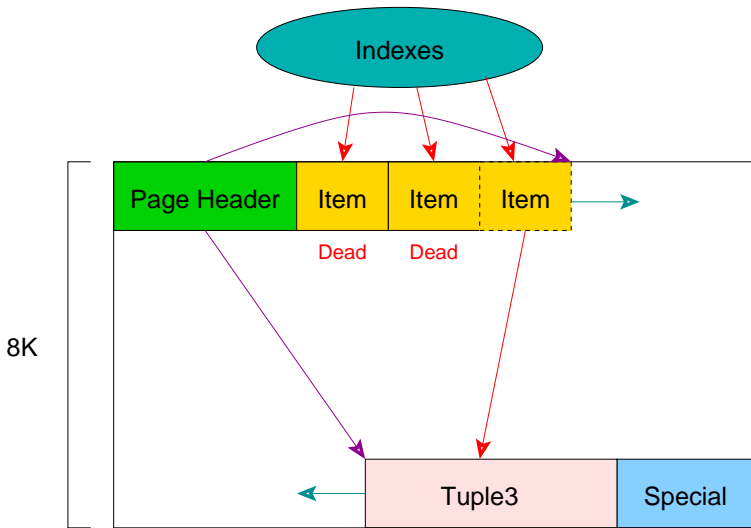 Indexes
Page Header Item Item Item
Dead Dead
8K
Tuple3 Special